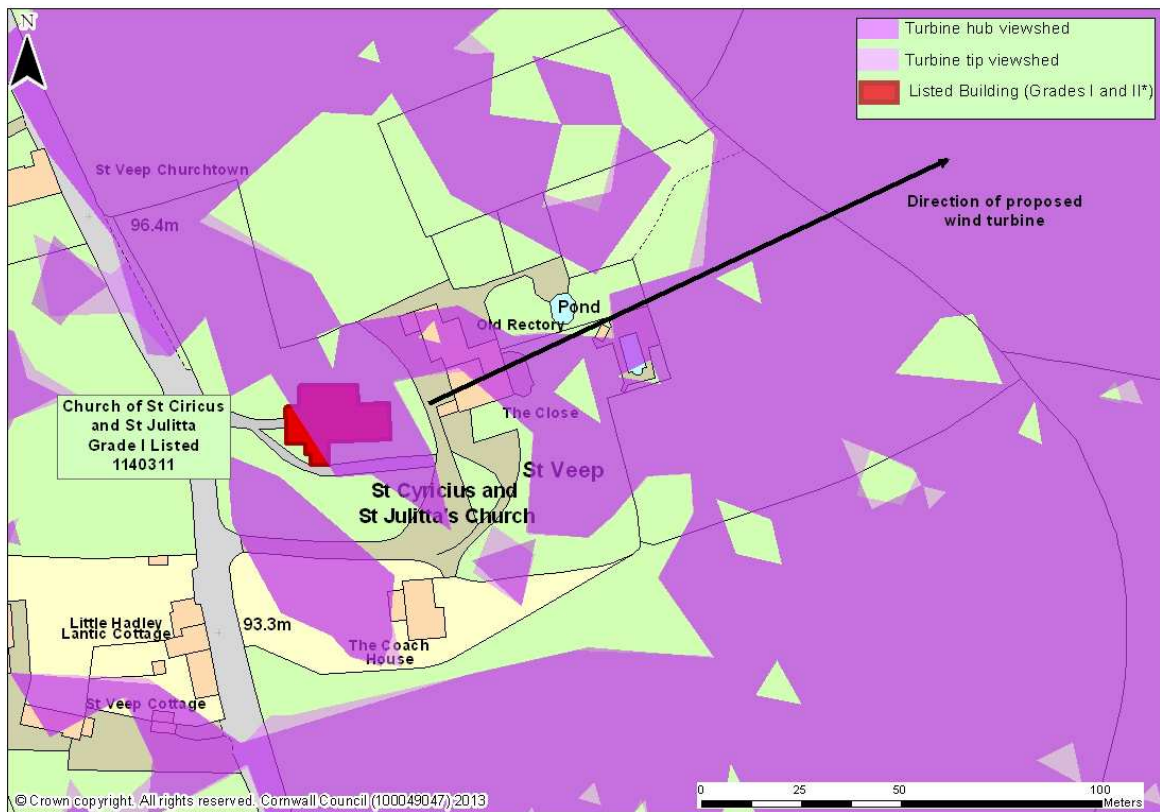 N
Turbine hub viewshed
Turbine tip viewshed
Listed Building (Grades I and II*)
St Veep Churchtown
96.4m
Direction of proposed
wind turbine
Pond
Old Rectory
Church of St Ciricus
and St Julitta
Grade I Listed
1140311
The Close
St Veep
St Cyricius and
St Julitta's Church
Little Hadley
Lantic Cottage
93.3m
The Coach
House
St Veep Cottage
© Crown copyright. All rights reserved. Cornwall Council (100049047) 2013
0 50 100
Meters